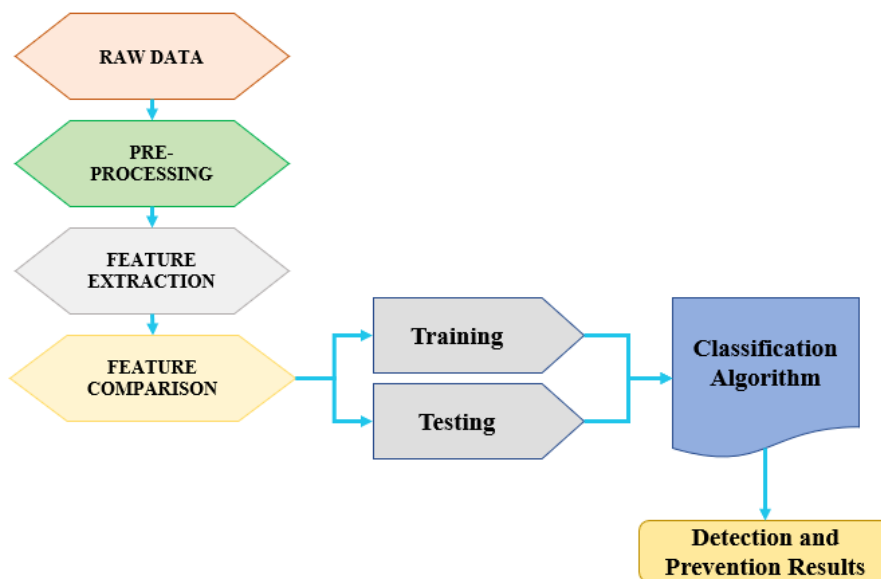 RAW DATA
PRE-
PROCESSING
FEATURE
EXTRACTION
FEATURE
COMPARISON
Training
Testing
Classification
Algorithm
Detection and
Prevention Results